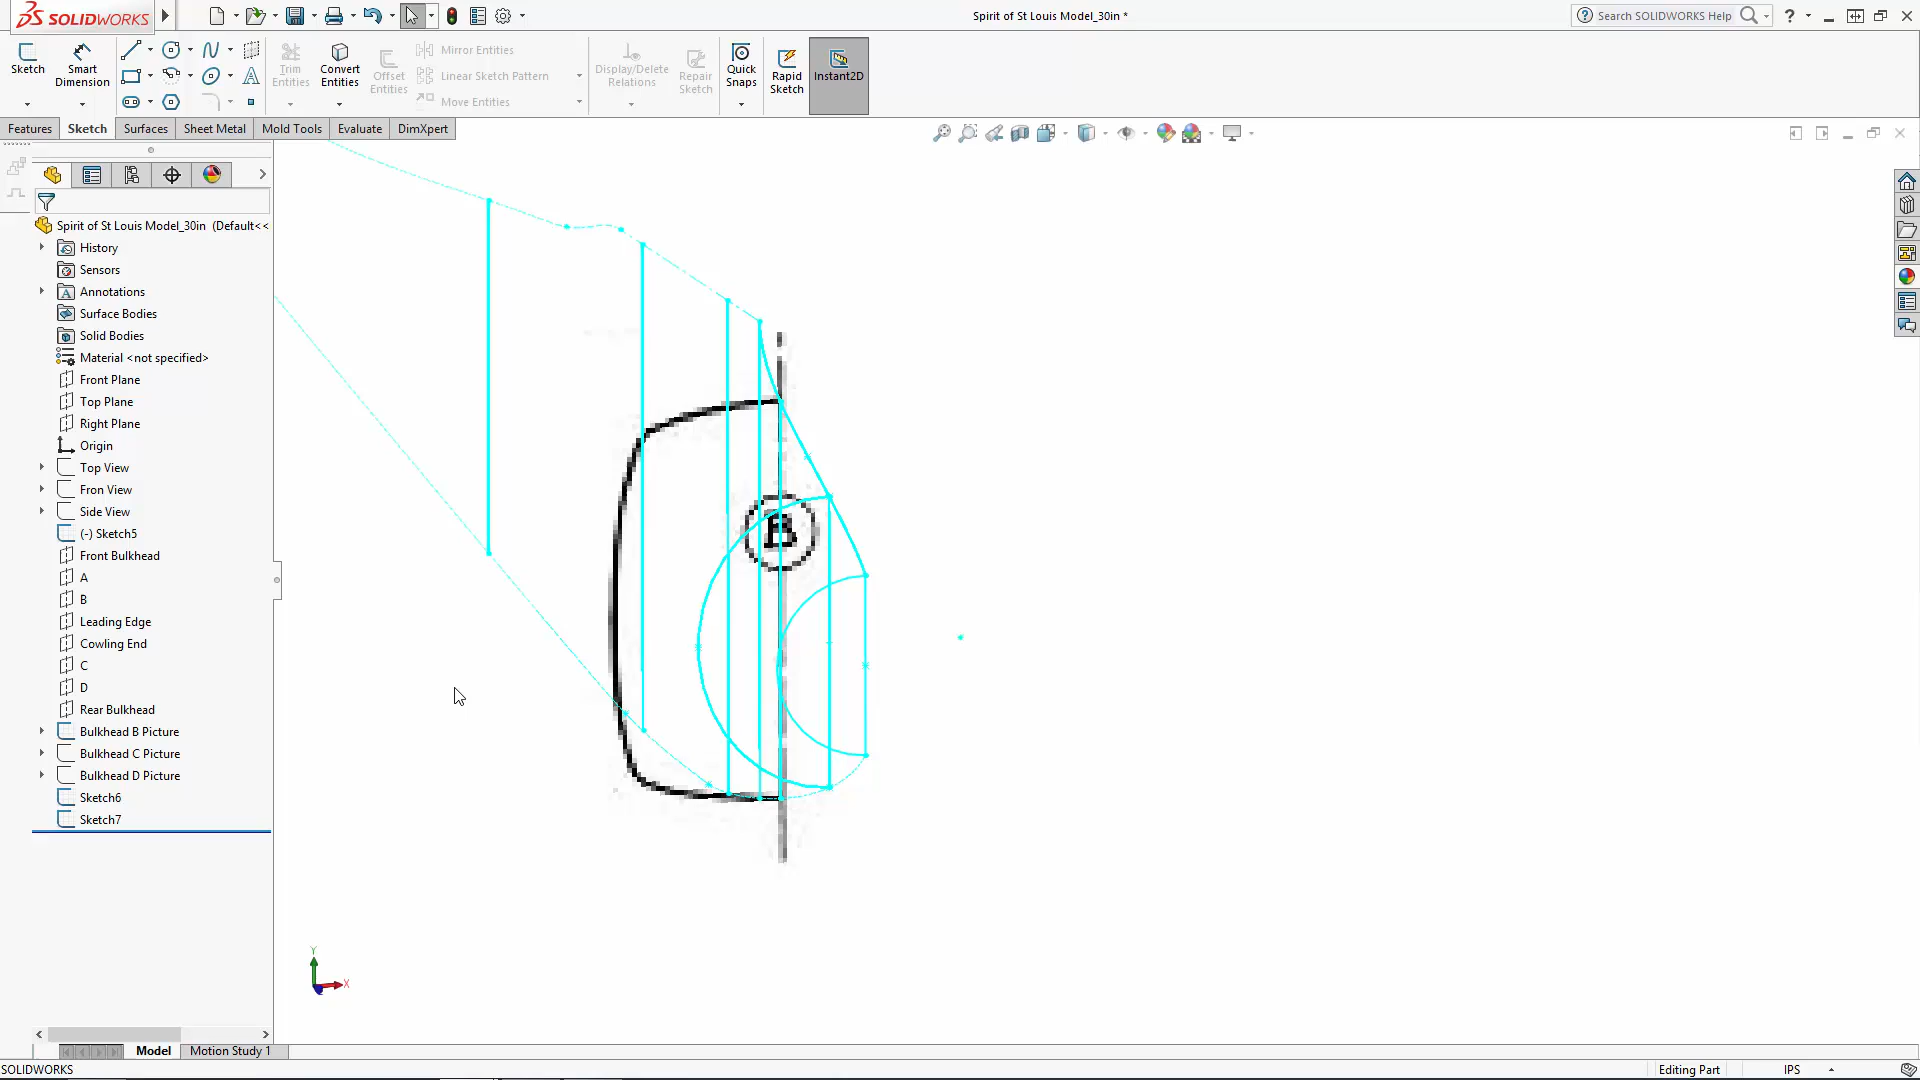 SOLIDWORKS
Spirit of St Louis Model_30in *
Search SOLIDWORKS Help
Sketch
Smart Dimension
Trim Entities
Convert Entities
Offset Entities
Mirror Entities
Linear Sketch Pattern
Move Entities
Display/Delete Relations
Repair Sketch
Quick Snaps
Rapid Sketch
Instant2D
Features
Sketch
Surfaces
Sheet Metal
Mold Tools
Evaluate
DimXpert
Spirit of St Louis Model_30in (Default<<
History
Sensors
Annotations
Surface Bodies
Solid Bodies
Material <not specified>
Front Plane
Top Plane
Right Plane
Origin
Top View
Fron View
Side View
(-) Sketch5
Front Bulkhead
A
B
Leading Edge
Cowling End
C
D
Rear Bulkhead
Bulkhead B Picture
Bulkhead C Picture
Bulkhead D Picture
Sketch6
Sketch7
B
Y
X
Model
Motion Study 1
SOLIDWORKS
Editing Part
IPS